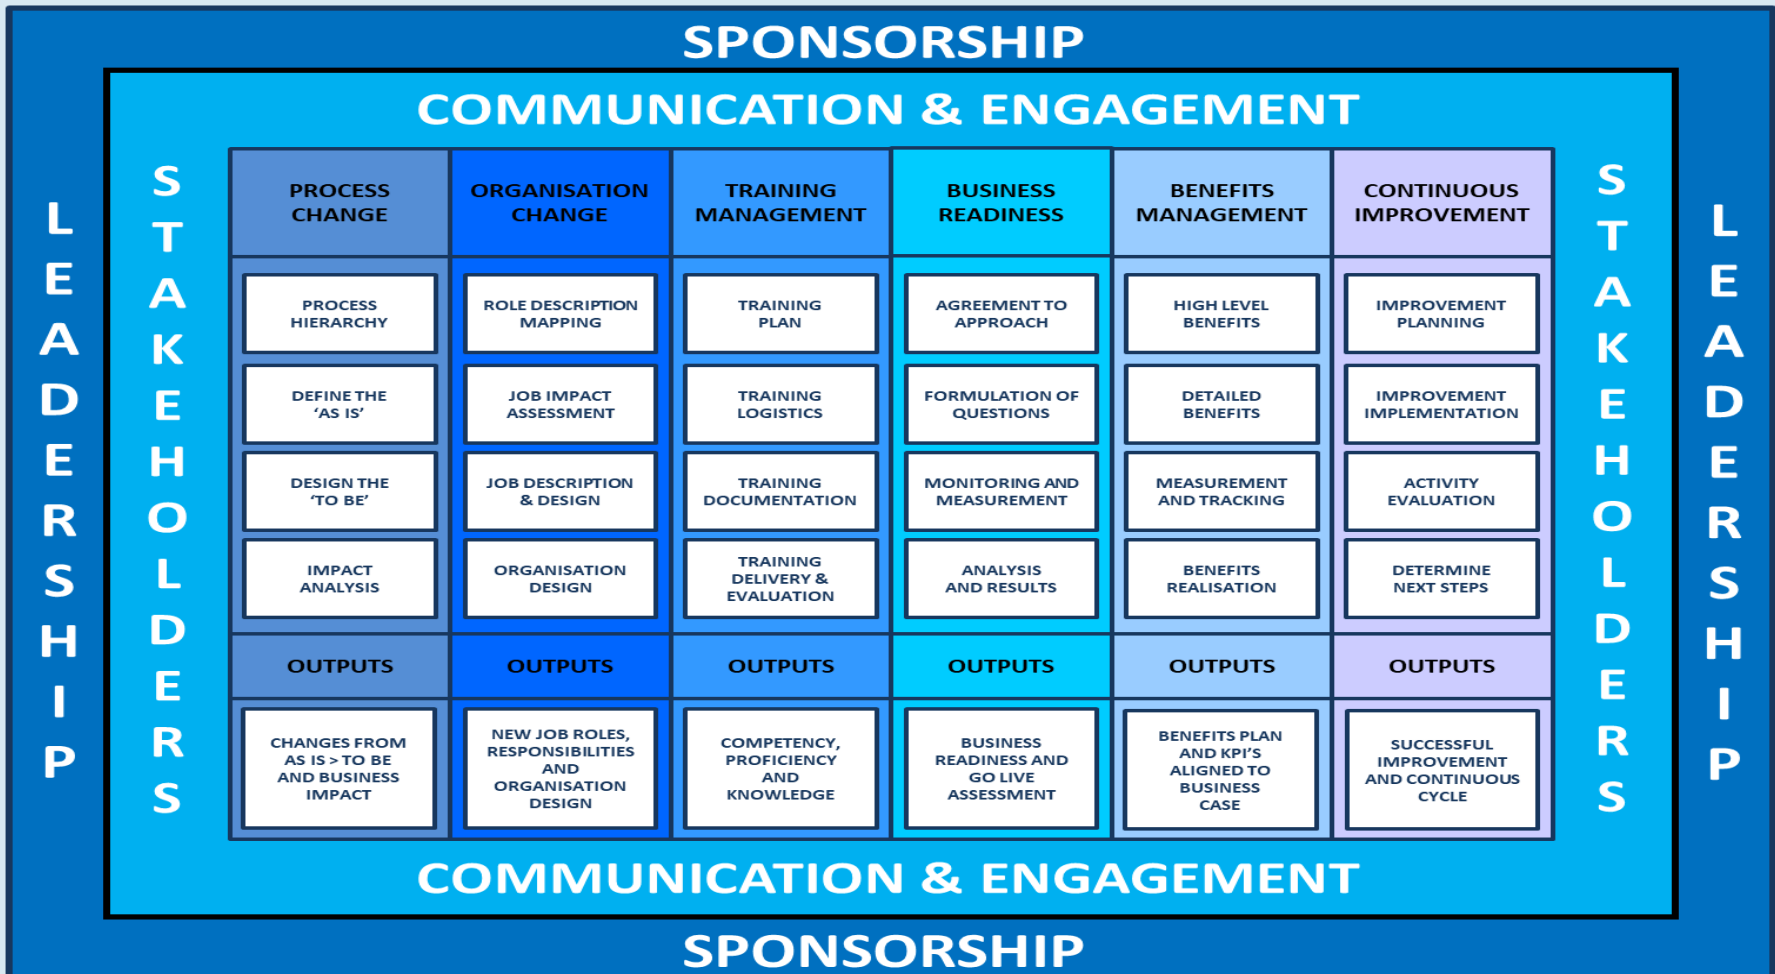 SPONSORSHIP
COMMUNICATION & ENGAGEMENT
LEADERSHIP
STAKEHOLDERS
PROCESS
CHANGE
PROCESS
HIERARCHY
DEFINE THE
‘AS IS’
DESIGN THE
‘TO BE’
IMPACT
ANALYSIS
OUTPUTS
CHANGES FROM
AS IS > TO BE
AND BUSINESS
IMPACT
ORGANISATION
CHANGE
ROLE DESCRIPTION
MAPPING
JOB IMPACT
ASSESSMENT
JOB DESCRIPTION
& DESIGN
ORGANISATION
DESIGN
OUTPUTS
NEW JOB ROLES,
RESPONSIBILITIES
AND
ORGANISATION
DESIGN
TRAINING
MANAGEMENT
TRAINING
PLAN
TRAINING
LOGISTICS
TRAINING
DOCUMENTATION
TRAINING
DELIVERY &
EVALUATION
OUTPUTS
COMPETENCY,
PROFICIENCY
AND
KNOWLEDGE
BUSINESS
READINESS
AGREEMENT TO
APPROACH
FORMULATION OF
QUESTIONS
MONITORING AND
MEASUREMENT
ANALYSIS
AND RESULTS
OUTPUTS
BUSINESS
READINESS AND
GO LIVE
ASSESSMENT
BENEFITS
MANAGEMENT
HIGH LEVEL
BENEFITS
DETAILED
BENEFITS
MEASUREMENT
AND TRACKING
BENEFITS
REALISATION
OUTPUTS
BENEFITS PLAN
AND KPI’S
ALIGNED TO
BUSINESS
CASE
CONTINUOUS
IMPROVEMENT
IMPROVEMENT
PLANNING
IMPROVEMENT
IMPLEMENTATION
ACTIVITY
EVALUATION
DETERMINE
NEXT STEPS
OUTPUTS
SUCCESSFUL
IMPROVEMENT
AND CONTINUOUS
CYCLE
STAKEHOLDERS
LEADERSHIP
COMMUNICATION & ENGAGEMENT
SPONSORSHIP